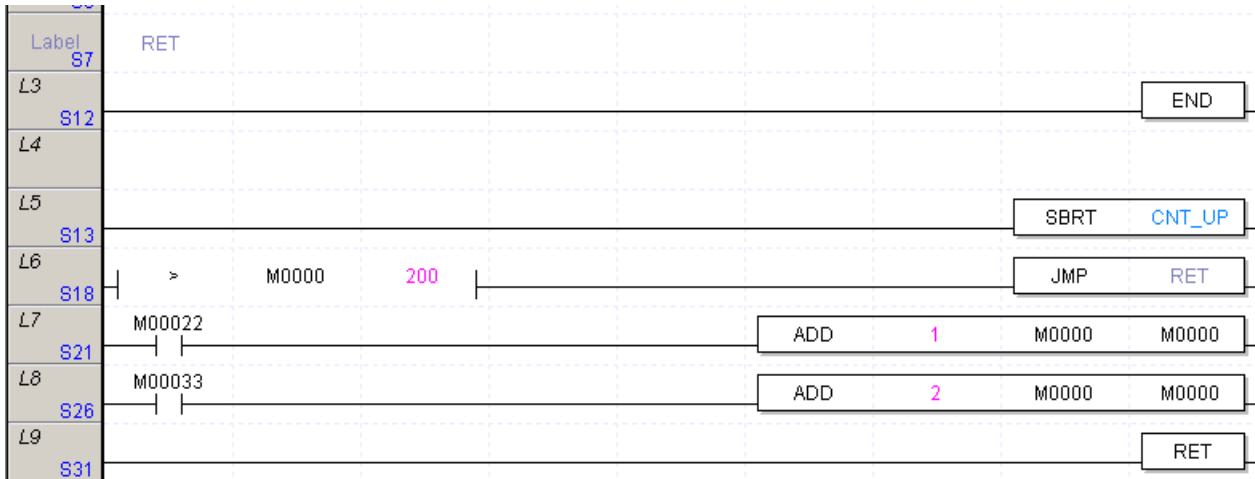 Label RET
S7
L3 END
S12
L4
L5 SBRT CNT_UP
S13
L6 > M0000 200 JMP RET
S18
L7 M00022 ADD 1 M0000 M0000
S21
L8 M00033 ADD 2 M0000 M0000
S26
L9 RET
S31